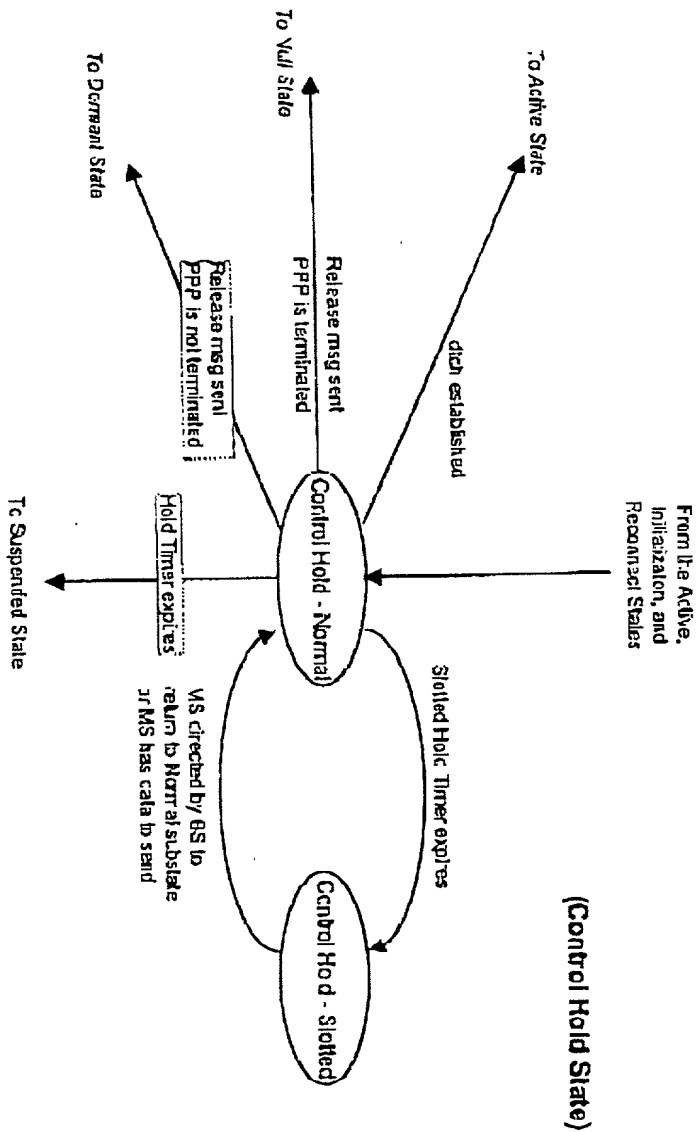 From the Active,
Initialization, and
Reconnect States
(Control Hold State)
To Active State
dtch established
Slotted Hold Timer expires
To Null State
Release msg sent
PPP is terminated
Control Hold - Normal
Control Hold - Slotted
Release msg sent
PPP is not terminated
To Dormant State
Hold Timer expires
MS directed by BS to
return to Normal substate
or MS has data to send
To Suspended State